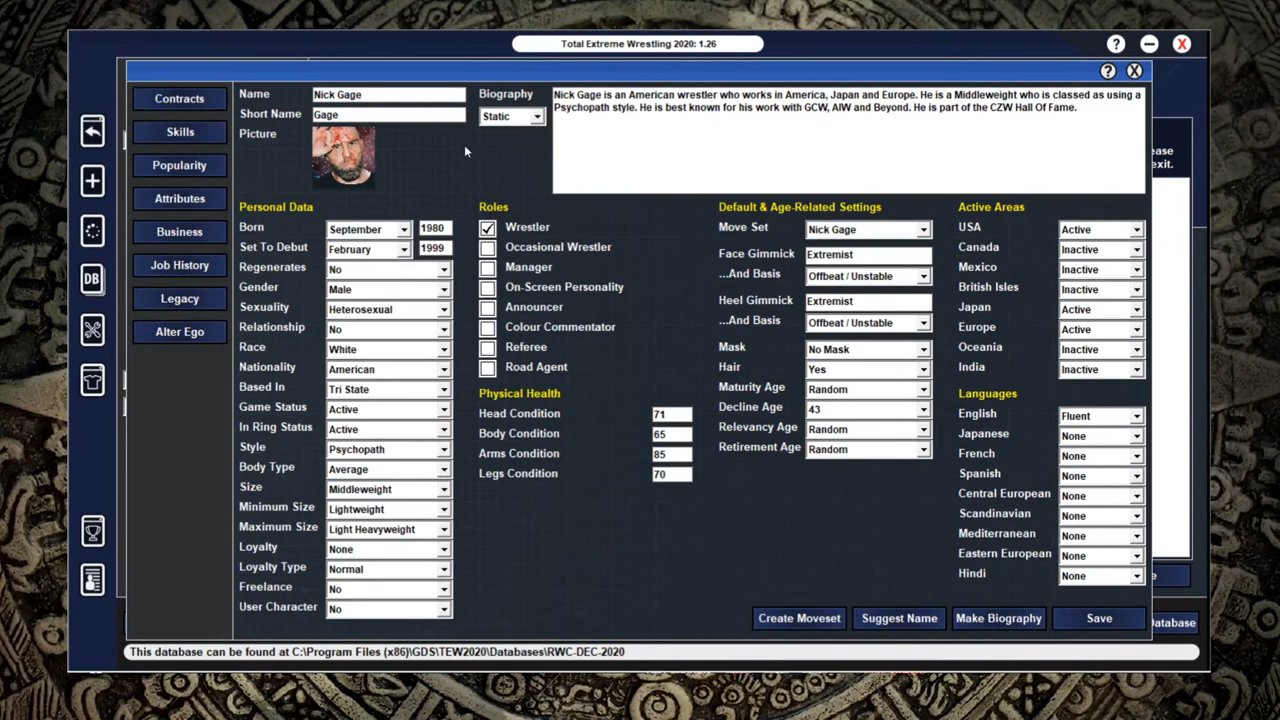 Total Extreme Wrestling 2020: 1.26
? X
? X
Contracts
Skills
Popularity
Attributes
Business
Job History
Legacy
Alter Ego
DB
Name Nick Gage
Short Name Gage
Picture
Biography
Static
Nick Gage is an American wrestler who works in America, Japan and Europe. He is a Middleweight who is classed as using a
Psychopath style. He is best known for his work with GCW, AIW and Beyond. He is part of the CZW Hall Of Fame.
ease
exit.
Personal Data
Born September 1980
Set To Debut February 1999
Regenerates No
Gender Male
Sexuality Heterosexual
Relationship No
Race White
Nationality American
Based In Tri State
Game Status Active
In Ring Status Active
Style Psychopath
Body Type Average
Size Middleweight
Minimum Size Lightweight
Maximum Size Light Heavyweight
Loyalty None
Loyalty Type Normal
Freelance No
User Character No
Roles
Wrestler
Occasional Wrestler
Manager
On-Screen Personality
Announcer
Colour Commentator
Referee
Road Agent
Physical Health
Head Condition 71
Body Condition 65
Arms Condition 85
Legs Condition 70
Default & Age-Related Settings
Move Set Nick Gage
Face Gimmick Extremist
...And Basis Offbeat / Unstable
Heel Gimmick Extremist
...And Basis Offbeat / Unstable
Mask No Mask
Hair Yes
Maturity Age Random
Decline Age 43
Relevancy Age Random
Retirement Age Random
Active Areas
USA Active
Canada Inactive
Mexico Inactive
British Isles Inactive
Japan Active
Europe Active
Oceania Inactive
India Inactive
Languages
English Fluent
Japanese None
French None
Spanish None
Central European None
Scandinavian None
Mediterranean None
Eastern European None
Hindi None
e
Create Moveset Suggest Name Make Biography Save
Database
This database can be found at C:\Program Files (x86)\GDS\TEW2020\Databases\RWC-DEC-2020